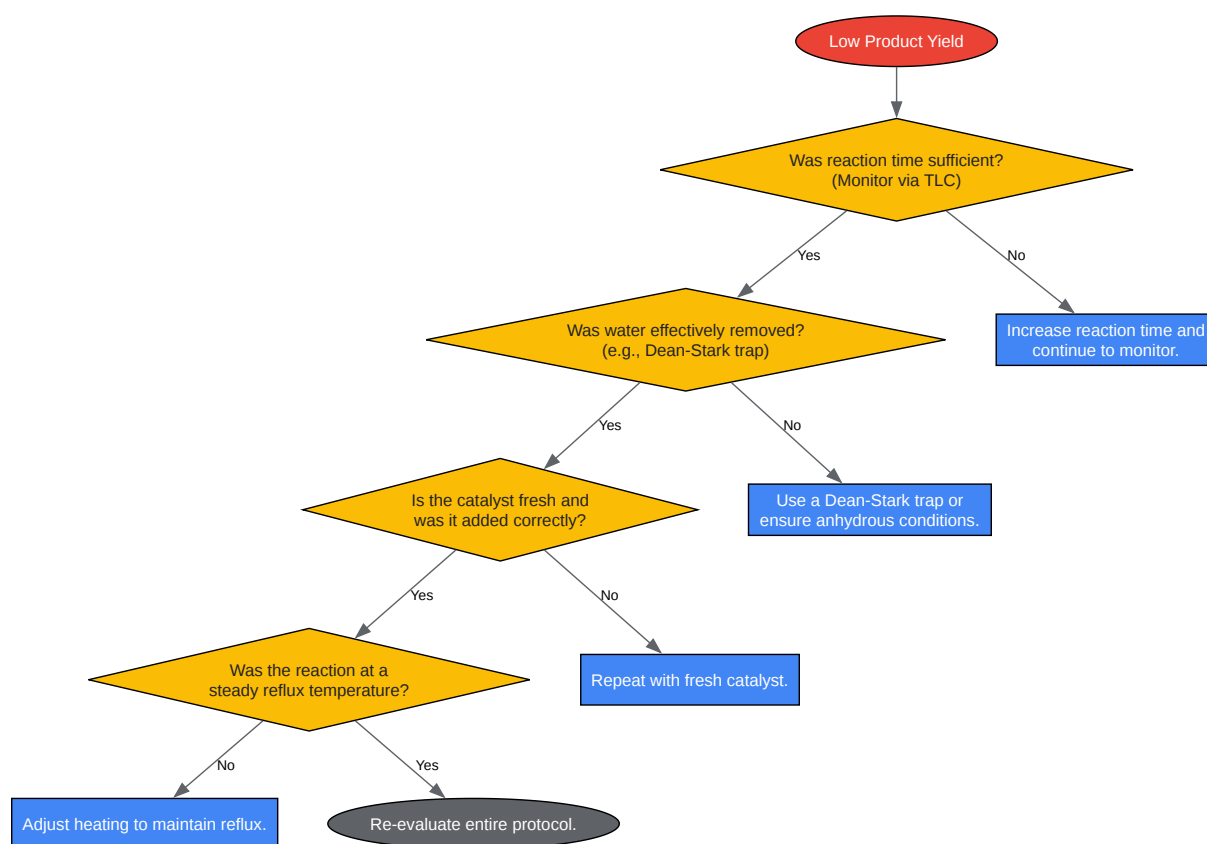 Low Product Yield
Was reaction time sufficient?
(Monitor via TLC)
Yes
No
Was water effectively removed?
(e.g., Dean-Stark trap)
Increase reaction time and
continue to monitor.
Yes
No
Is the catalyst fresh and
was it added correctly?
Use a Dean-Stark trap or
ensure anhydrous conditions.
Yes
No
Was the reaction at a
steady reflux temperature?
Repeat with fresh catalyst.
No
Yes
Adjust heating to maintain reflux.
Re-evaluate entire protocol.